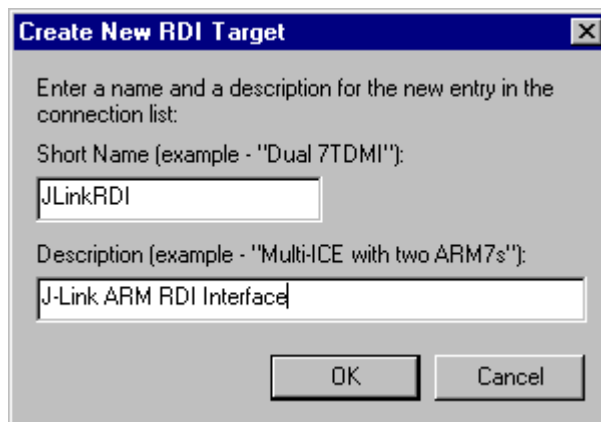 Create New RDI Target
Enter a name and a description for the new entry in the
connection list:
Short Name (example - "Dual 7TDMI"):
JLinkRDI
Description (example - "Multi-ICE with two ARM7s"):
J-Link ARM RDI Interface
OK Cancel